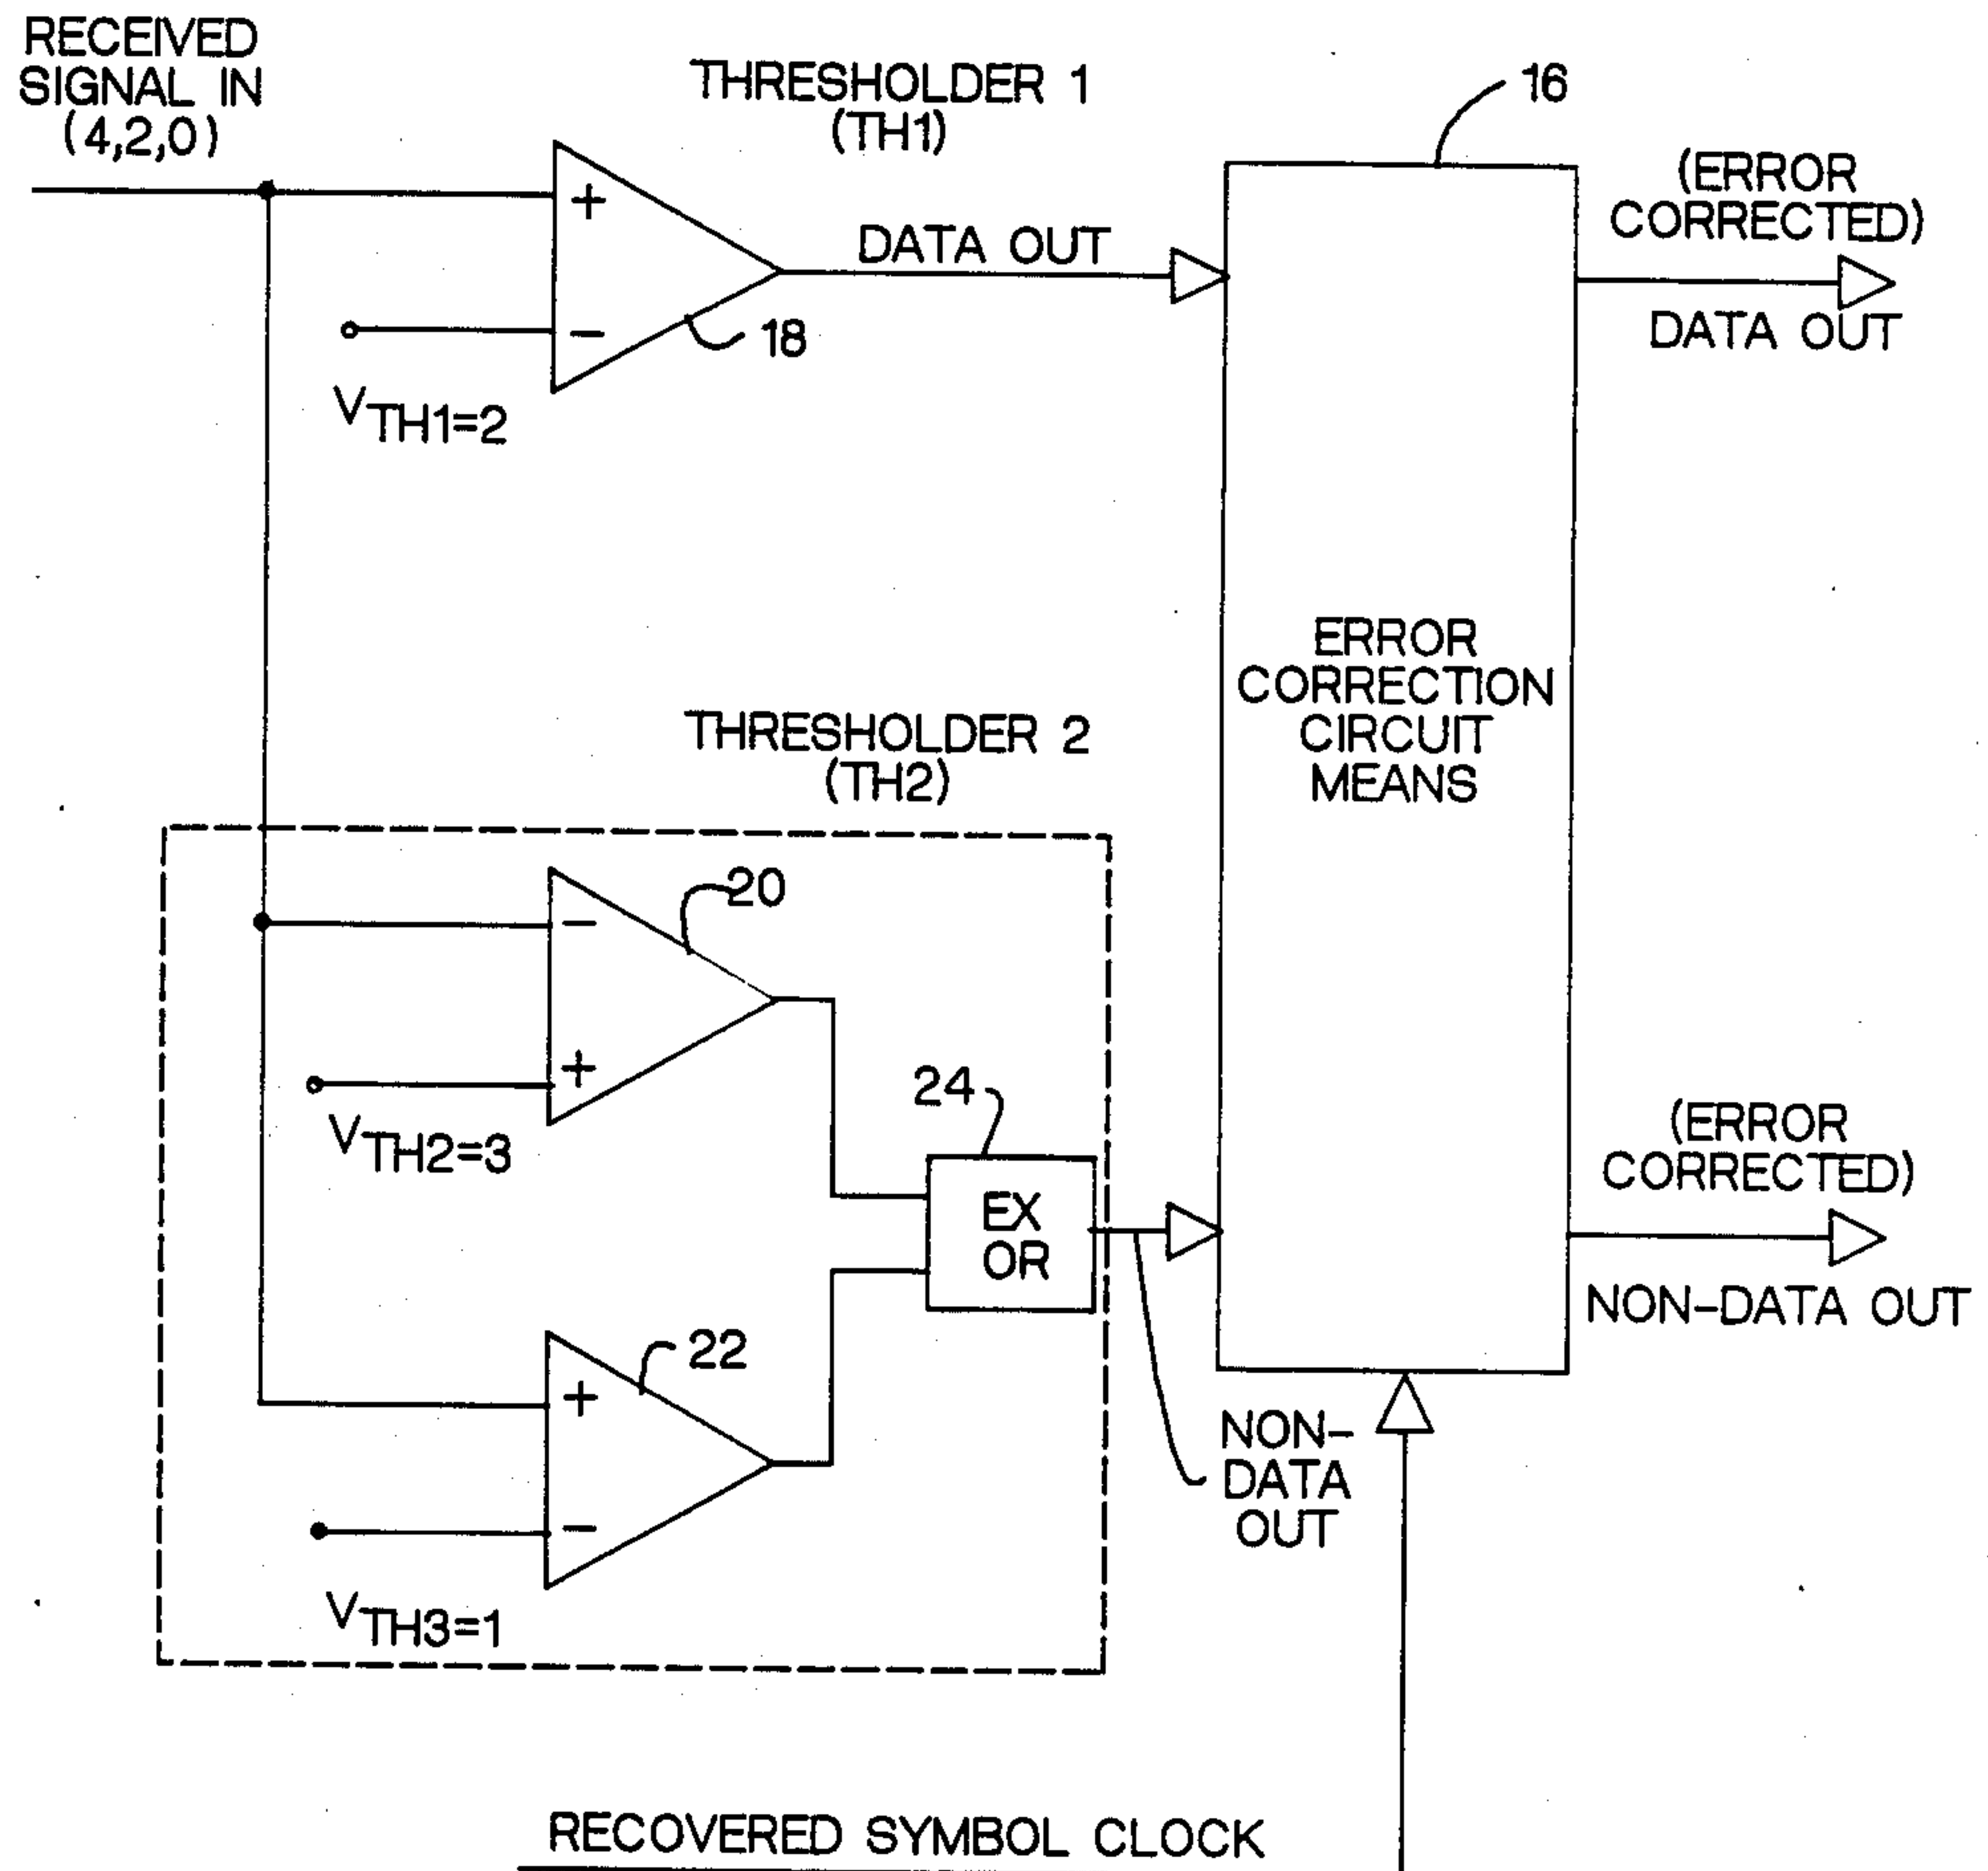 RECEIVED
SIGNAL IN
(4,2,0)
THRESHOLDER 1
(TH1)
16
(ERROR
CORRECTED)
+
DATA OUT
−
18
DATA OUT
VTH1=2
ERROR
CORRECTION
CIRCUIT
MEANS
THRESHOLDER 2
(TH2)
20
−
+
VTH2=3
24
EX
OR
(ERROR
CORRECTED)
NON-DATA OUT
22
+
−
VTH3=1
NON-
DATA
OUT
RECOVERED SYMBOL CLOCK